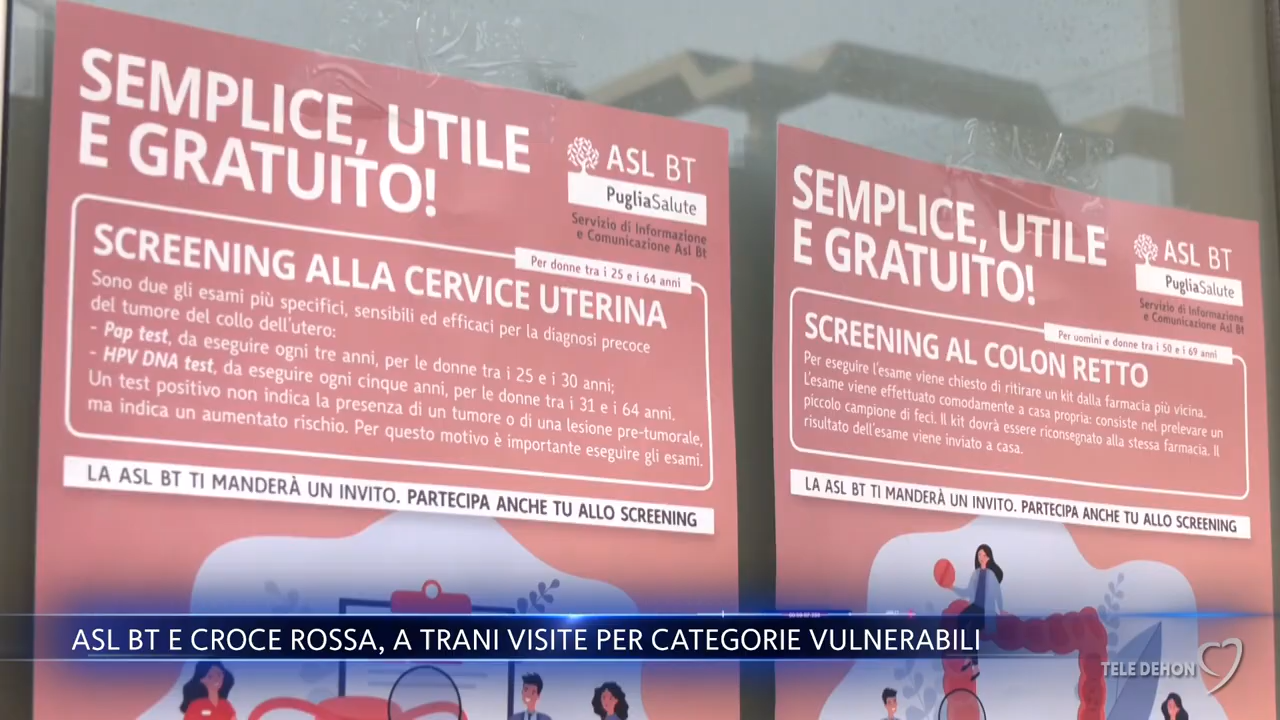 SEMPLICE, UTILE
E GRATUITO!
ASL BT
PugliaSalute
Servizio di Informazione
e Comunicazione Asl Bt
Per donne tra i 25 e i 64 anni
SCREENING ALLA CERVICE UTERINA
Sono due gli esami più specifici, sensibili ed efficaci per la diagnosi precoce
del tumore del collo dell'utero:
- Pap test, da eseguire ogni tre anni, per le donne tra i 25 e i 30 anni;
- HPV DNA test, da eseguire ogni cinque anni, per le donne tra i 31 e i 64 anni.
Un test positivo non indica la presenza di un tumore o di una lesione pre-tumorale,
ma indica un aumentato rischio. Per questo motivo è importante eseguire gli esami.
LA ASL BT TI MANDERÀ UN INVITO. PARTECIPA ANCHE TU ALLO SCREENING
SEMPLICE, UTILE
E GRATUITO!
ASL BT
PugliaSalute
Servizio di Informazione
e Comunicazione Asl Bt
Per uomini e donne tra i 50 e i 69 anni
SCREENING AL COLON RETTO
Per eseguire l'esame viene chiesto di ritirare un kit dalla farmacia più vicina.
L'esame viene effettuato comodamente a casa propria: consiste nel prelevare un
piccolo campione di feci. Il kit dovrà essere riconsegnato alla stessa farmacia. Il
risultato dell'esame viene inviato a casa.
LA ASL BT TI MANDERÀ UN INVITO. PARTECIPA ANCHE TU ALLO SCREENING
ASL BT E CROCE ROSSA, A TRANI VISITE PER CATEGORIE VULNERABILI
TELE DEHON